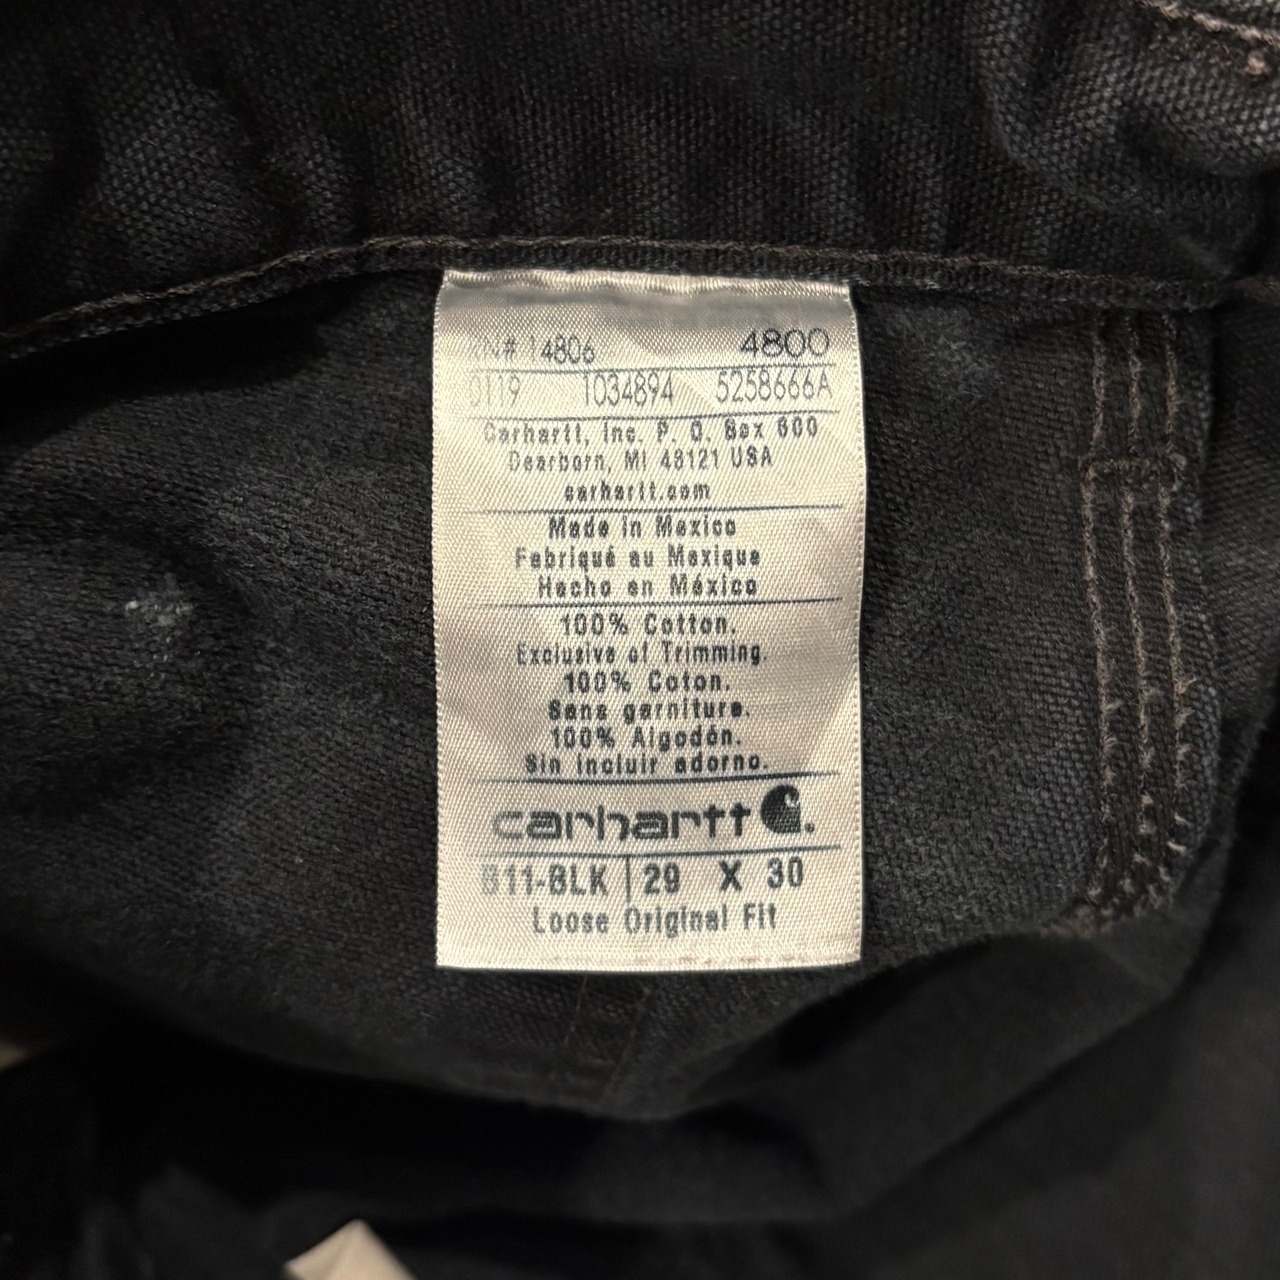 RN# 14806 4800
0119 1034894 5258666A
Carhartt, Inc. P. O. Box 600
Dearborn, MI 48121 USA
carhartt.com
Made in Mexico
Fabriqué au Mexique
Hecho en México
100% Cotton.
Exclusive of Trimming.
100% Coton.
Sans garniture.
100% Algodón.
Sin incluir adorno.
carhartt
B11-BLK 29 X 30
Loose Original Fit